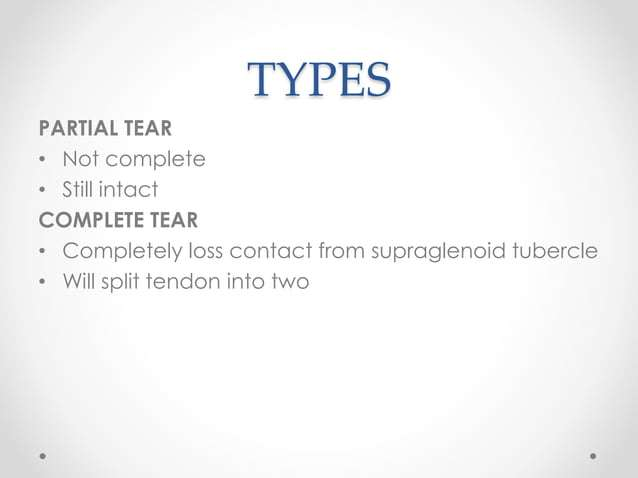 TYPES
PARTIAL TEAR
• Not complete
• Still intact
COMPLETE TEAR
• Completely loss contact from supraglenoid tubercle
• Will split tendon into two